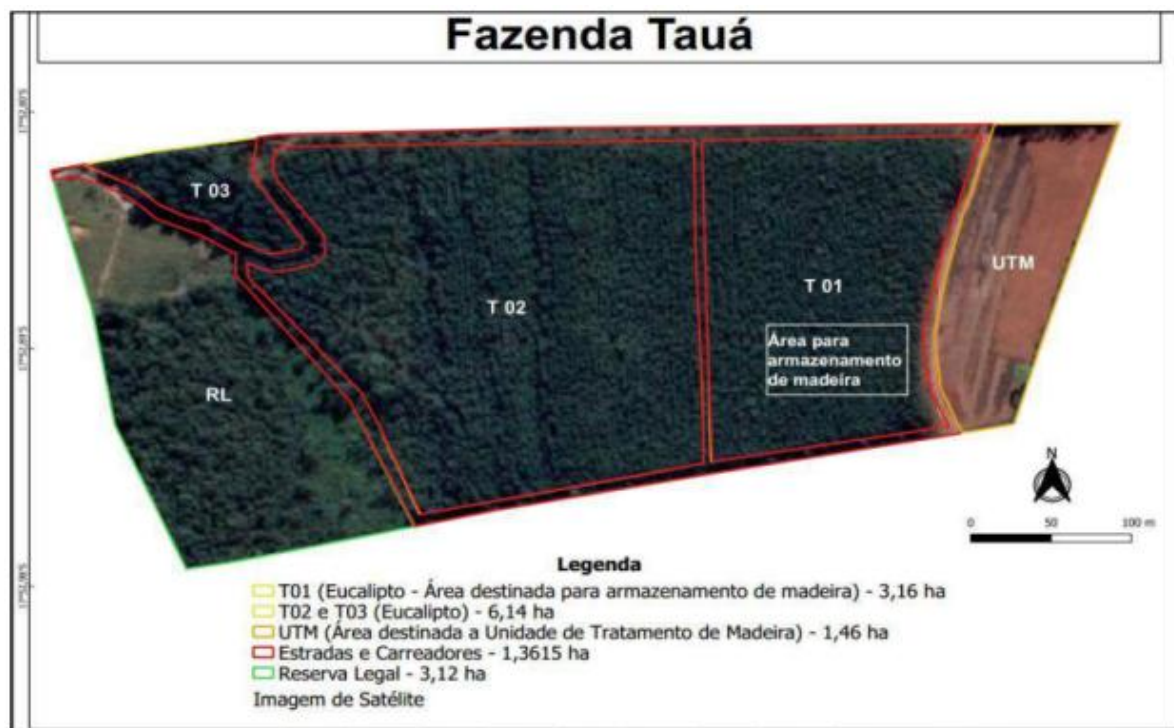 Fazenda Tauá
T 03
UTM
T 01
T 02
Área para
armazenamento
de madeira
RL
N
0 50 100 m
Legenda
T01 (Eucalipto - Área destinada para armazenamento de madeira) - 3,16 ha
T02 e T03 (Eucalipto) - 6,14 ha
UTM (Área destinada a Unidade de Tratamento de Madeira) - 1,46 ha
Estradas e Carreadores - 1,3615 ha
Reserva Legal - 3,12 ha
Imagem de Satélite